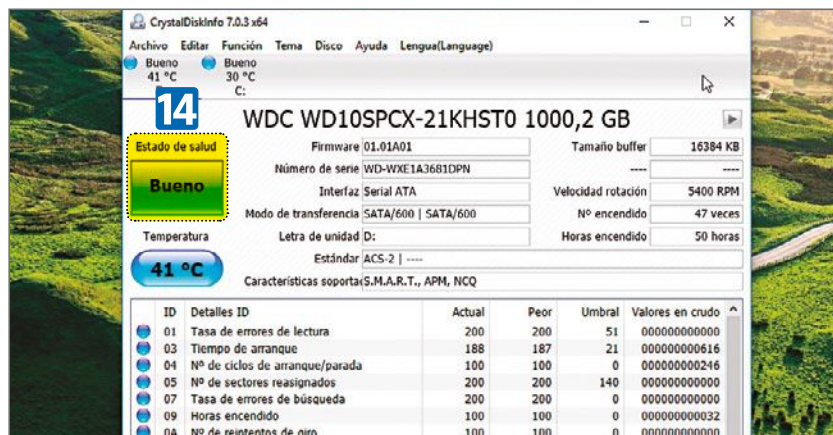 CrystalDiskInfo 7.0.3 x64
Archivo Editar Función Tema Disco Ayuda Lengua(Language)
Bueno Bueno
41 °C 30 °C
C:
14
WDC WD10SPCX-21KHST0 1000,2 GB
Estado de salud
Bueno
Temperatura
41 °C
Firmware 01.01A01 Tamaño buffer 16384 KB
Número de serie WD-WXE1A3681DPN ---- ----
Interfaz Serial ATA Velocidad rotación 5400 RPM
Modo de transferencia SATA/600 | SATA/600 Nº encendido 47 veces
Letra de unidad D: Horas encendido 50 horas
Estándar ACS-2 | ----
Características soporta S.M.A.R.T., APM, NCQ
ID Detalles ID Actual Peor Umbral Valores en crudo
01 Tasa de errores de lectura 200 200 51 000000000000
03 Tiempo de arranque 188 187 21 000000000616
04 Nº de ciclos de arranque/parada 100 100 0 000000000246
05 Nº de sectores reasignados 200 200 140 000000000000
07 Tasa de errores de búsqueda 200 200 0 000000000000
09 Horas encendido 100 100 0 000000000032
0A Nº de reintentos de giro 100 100 0 000000000000